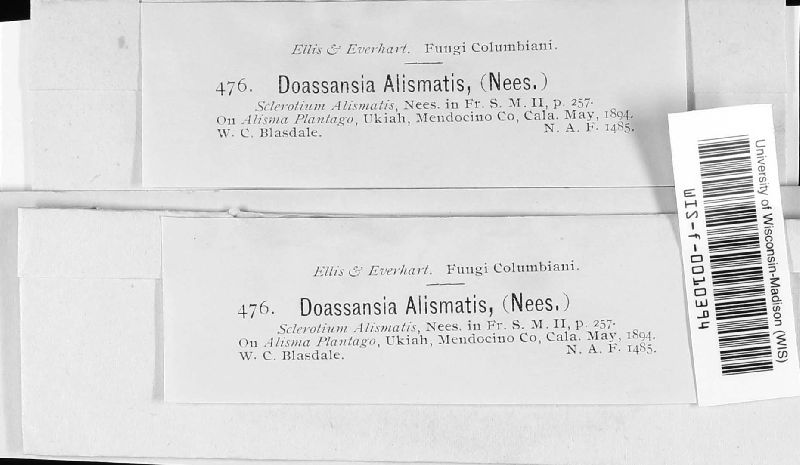 Ellis & Everhart. Fungi Columbiani.
476. Doassansia Alismatis, (Nees.)
Sclerotium Alismatis, Nees. in Fr. S. M. II, p. 257.
On Alisma Plantago, Ukiah, Mendocino Co, Cala. May, 1894.
W. C. Blasdale. N. A. F. 1485.
Ellis & Everhart. Fungi Columbiani.
476. Doassansia Alismatis, (Nees.)
Sclerotium Alismatis, Nees. in Fr. S. M. II, p. 257.
On Alisma Plantago, Ukiah, Mendocino Co, Cala. May, 1894.
W. C. Blasdale. N. A. F. 1485.
University of Wisconsin-Madison (WIS)
WIS-f-0010394